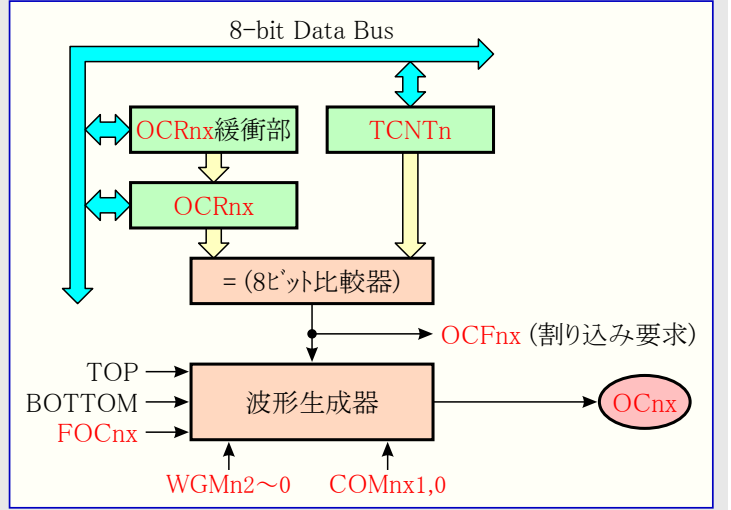 8-bit Data Bus
OCRnx緩衝部
TCNTn
OCRnx
= (8ﾋﾞｯﾄ比較器)
OCFnx (割り込み要求)
TOP
BOTTOM
FOCnx
波形生成器
OCnx
WGMn2～0
COMnx1,0